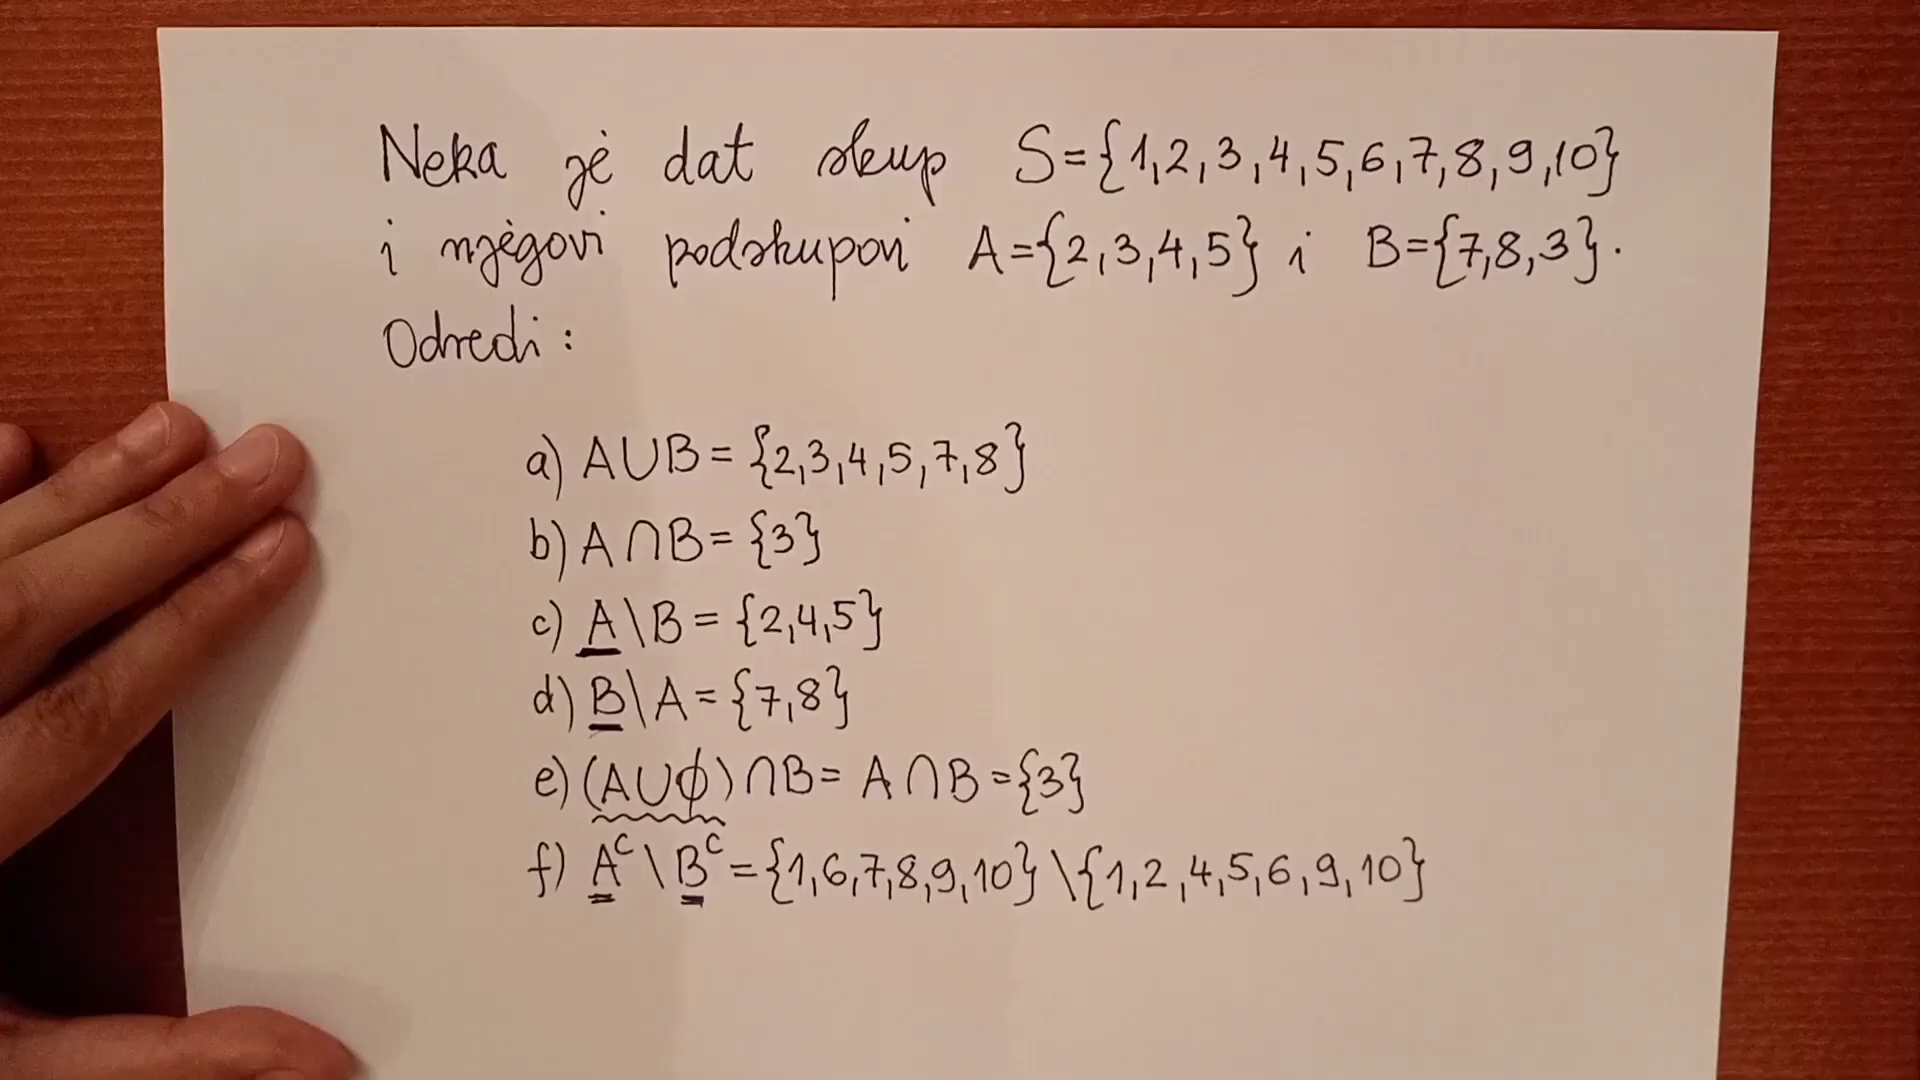 Neka je dat skup S={1,2,3,4,5,6,7,8,9,10}
i njegovi podskupovi A={2,3,4,5} i B={7,8,3}.
Odredi:
a) A∪B={2,3,4,5,7,8}
b) A∩B={3}
c) A\B={2,4,5}
d) B\A={7,8}
e) (A∪ϕ)∩B=A∩B={3}
f) Aᶜ\Bᶜ={1,6,7,8,9,10}\{1,2,4,5,6,9,10}